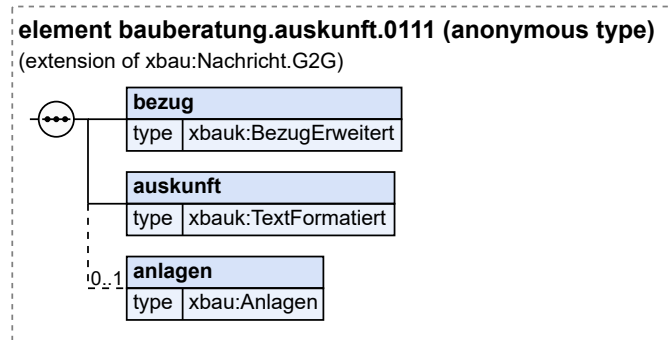 element bauberatung.auskunft.0111 (anonymous type)
(extension of xbau:Nachricht.G2G)
bezug
type xbauk:BezugErweitert
auskunft
type xbauk:TextFormatiert
0..1
anlagen
type xbau:Anlagen